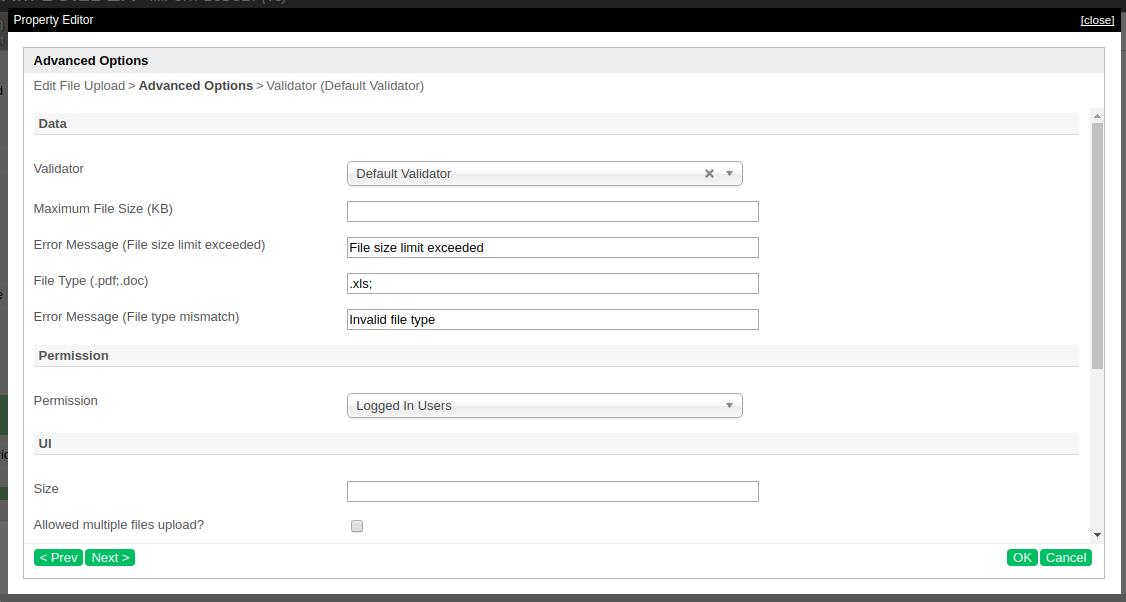 Property Editor [close]
Advanced Options
Edit File Upload > Advanced Options > Validator (Default Validator)
Data
Validator Default Validator
Maximum File Size (KB)
Error Message (File size limit exceeded) File size limit exceeded
File Type (.pdf;.doc) .xls;
Error Message (File type mismatch) Invalid file type
Permission
Permission Logged In Users
UI
Size
Allowed multiple files upload?
< Prev Next > OK Cancel